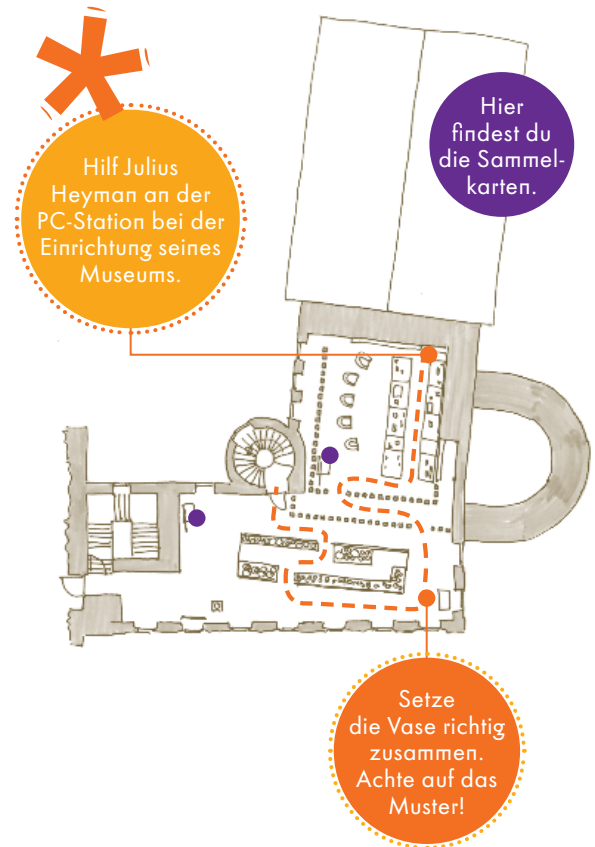 Hier
findest du
die Sammel-
karten.
Hilf Julius
Heyman an der
PC-Station bei der
Einrichtung seines
Museums.
Setze
die Vase richtig
zusammen.
Achte auf das
Muster!